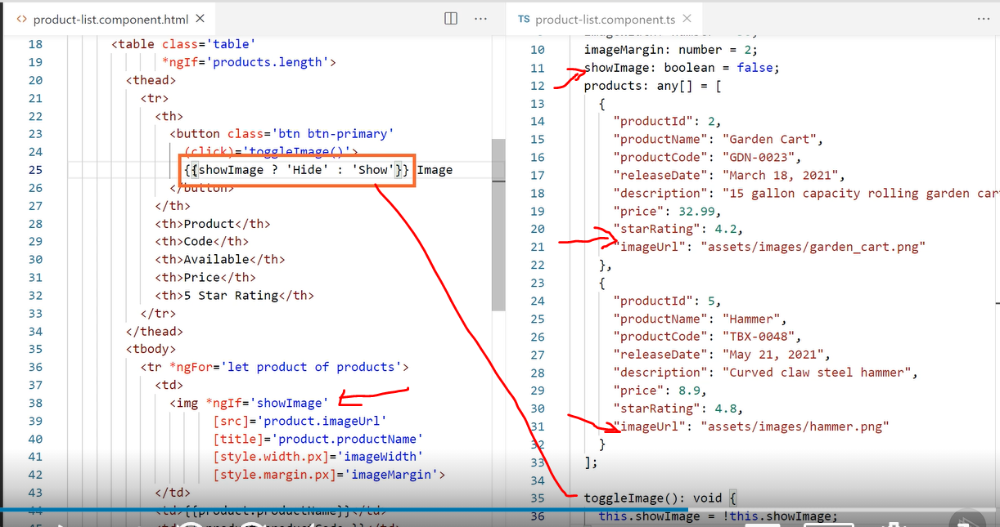 <> product-list.component.html ×
18 <table class='table'
19 *ngIf='products.length'>
20 <thead>
21 <tr>
22 <th>
23 <button class='btn btn-primary'
24 (click)='toggleImage()'>
25 {{showImage ? 'Hide' : 'Show'}} Image
26 </button>
27 </th>
28 <th>Product</th>
29 <th>Code</th>
30 <th>Available</th>
31 <th>Price</th>
32 <th>5 Star Rating</th>
33 </tr>
34 </thead>
35 <tbody>
36 <tr *ngFor='let product of products'>
37 <td>
38 <img *ngIf='showImage'
39 [src]='product.imageUrl'
40 [title]='product.productName'
41 [style.width.px]='imageWidth'
42 [style.margin.px]='imageMargin'>
43 </td>
44 <td>{{product.productName}}</td>
TS product-list.component.ts ×
10 imageMargin: number = 2;
11 showImage: boolean = false;
12 products: any[] = [
13 {
14 "productId": 2,
15 "productName": "Garden Cart",
16 "productCode": "GDN-0023",
17 "releaseDate": "March 18, 2021",
18 "description": "15 gallon capacity rolling garden car
19 "price": 32.99,
20 "starRating": 4.2,
21 "imageUrl": "assets/images/garden_cart.png"
22 },
23 {
24 "productId": 5,
25 "productName": "Hammer",
26 "productCode": "TBX-0048",
27 "releaseDate": "May 21, 2021",
28 "description": "Curved claw steel hammer",
29 "price": 8.9,
30 "starRating": 4.8,
31 "imageUrl": "assets/images/hammer.png"
32 }
33 ];
34
35 toggleImage(): void {
36 this.showImage = !this.showImage;